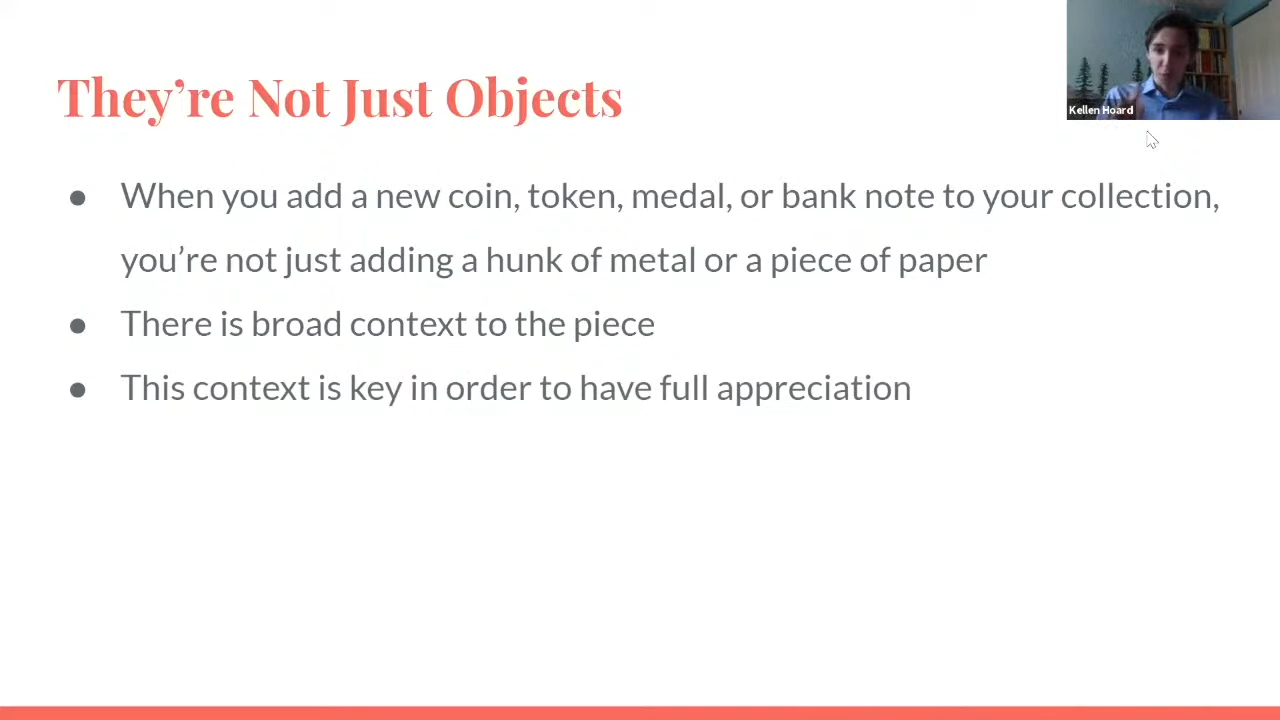 They’re Not Just Objects
Kellen Hoard
● When you add a new coin, token, medal, or bank note to your collection,
you’re not just adding a hunk of metal or a piece of paper
● There is broad context to the piece
● This context is key in order to have full appreciation